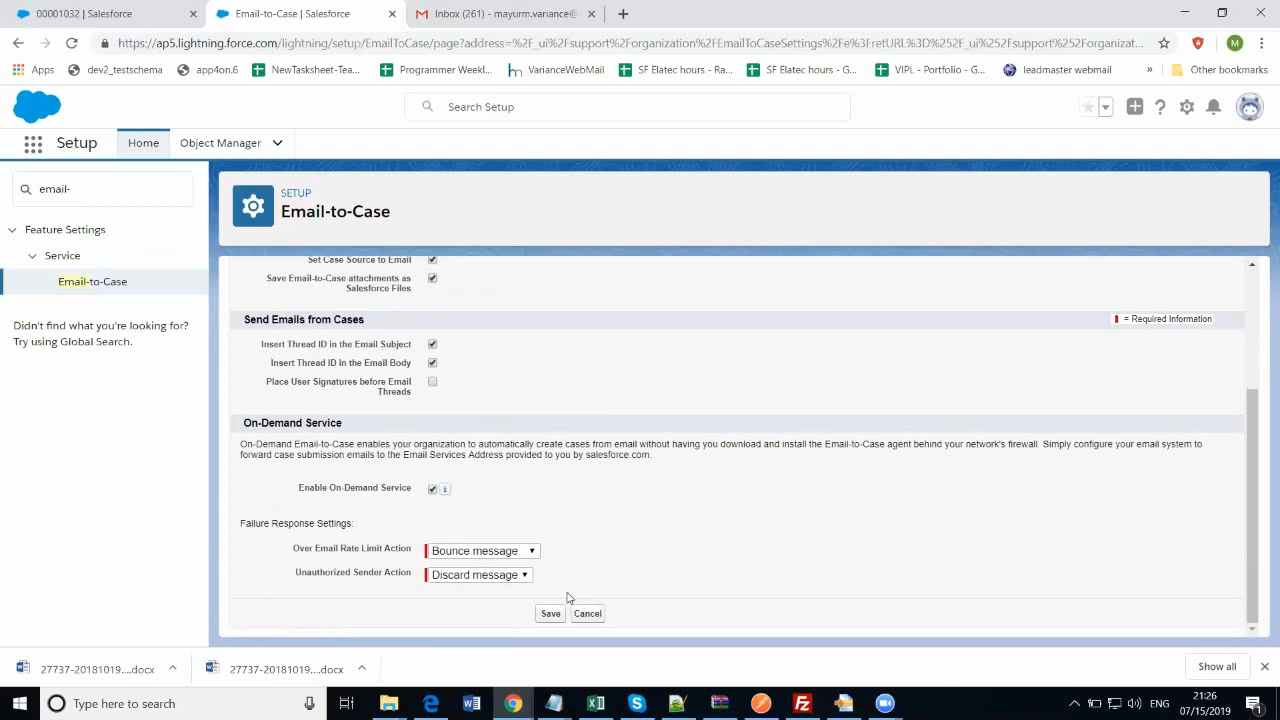 00001032 | Salesforce
Email-to-Case | Salesforce
Inbox (261) - mayurm.variance@
https://ap5.lightning.force.com/lightning/setup/EmailToCase/page?address=%2F_ui%2Fsupport%2Forganization%2FEmailToCaseSettings%2Fe%3FretURL%3D%252F_ui%252Fsupport%252Forganizat...
M
Apps
dev2_testschema
app4on.6
NewTasksheet-Tea...
Programmer Weekl...
VarianceWebMail
SF Elatec hours - Ra...
SF Elatec hours - G...
VIPL - Portfolio - G...
leadmaster webmail
»
Other bookmarks
Search Setup
Setup
Home
Object Manager
email-
Feature Settings
Service
Email-to-Case
Didn't find what you're looking for?
Try using Global Search.
SETUP
Email-to-Case
Set Case Source to Email
Save Email-to-Case attachments as
Salesforce Files
Send Emails from Cases
= Required Information
Insert Thread ID in the Email Subject
Insert Thread ID in the Email Body
Place User Signatures before Email
Threads
On-Demand Service
On-Demand Email-to-Case enables your organization to automatically create cases from email without having you download and install the Email-to-Case agent behind your network's firewall. Simply configure your email system to
forward case submission emails to the Email Services Address provided to you by salesforce.com.
Enable On-Demand Service
i
Failure Response Settings:
Over Email Rate Limit Action
Bounce message
Unauthorized Sender Action
Discard message
Save
Cancel
27737-20181019....docx
27737-20181019....docx
Show all
Type here to search
ENG
21:26
07/15/2019
1